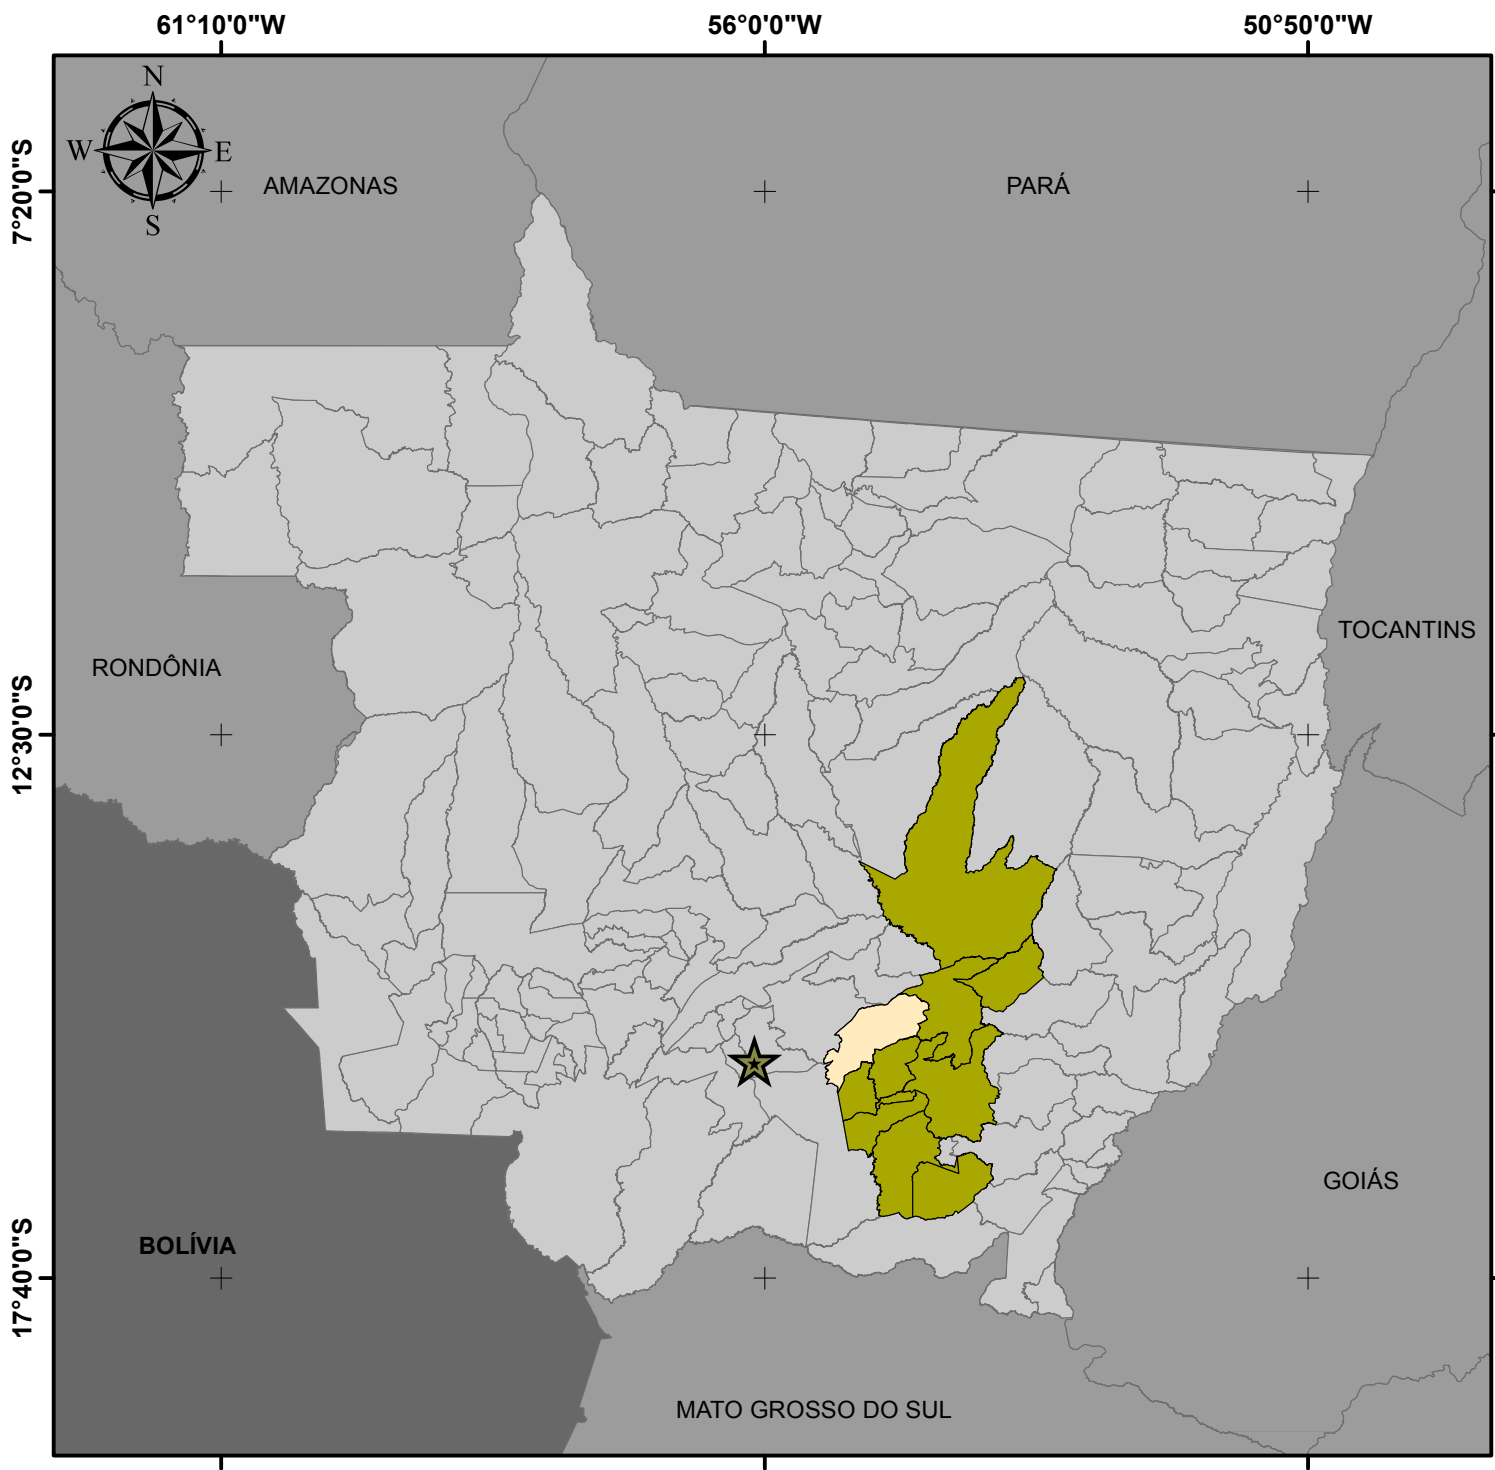 61°10'0"W 56°0'0"W 50°50'0"W
N
W E
S
7°20'0"S
AMAZONAS PARÁ
TOCANTINS
RONDÔNIA
12°30'0"S
GOIÁS
BOLÍVIA
17°40'0"S
MATO GROSSO DO SUL